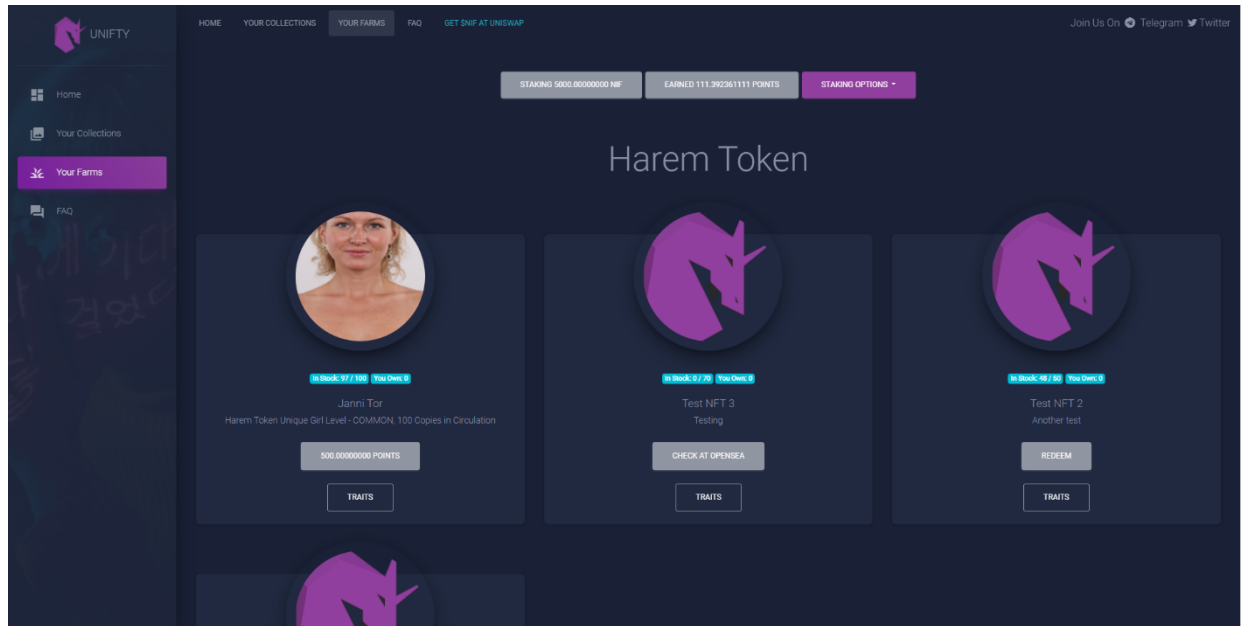 UNIFTY
HOME YOUR COLLECTIONS YOUR FARMS FAQ GET $NIF AT UNISWAP
Join Us On Telegram Twitter
Home
Your Collections
Your Farms
FAQ
STAKING 5000.00000000 NIF
EARNED 111.392361111 POINTS
STAKING OPTIONS
Harem Token
In Stock: 97 / 100 You Own: 0
Janni Tor
Harem Token Unique Girl Level - COMMON, 100 Copies in Circulation
500.00000000 POINTS
TRAITS
In Stock: 0 / 70 You Own: 0
Test NFT 3
Testing
CHECK AT OPENSEA
TRAITS
In Stock: 48 / 50 You Own: 0
Test NFT 2
Another test
REDEEM
TRAITS
걸었